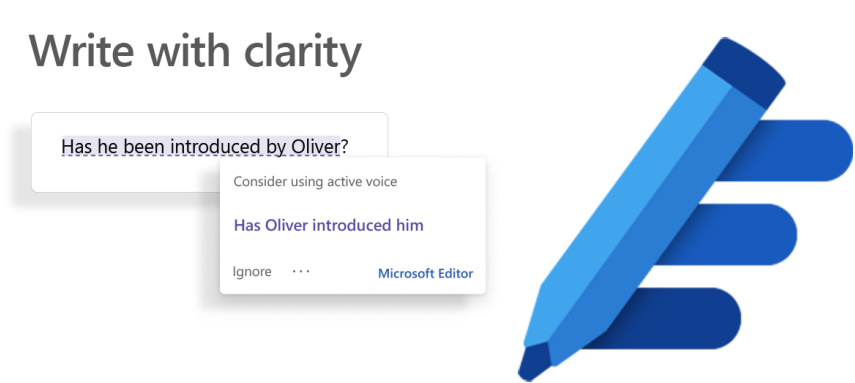 Write with clarity
Has he been introduced by Oliver?
Consider using active voice
Has Oliver introduced him
Ignore ··· Microsoft Editor